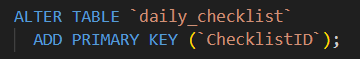 ALTER TABLE `daily_checklist`
  ADD PRIMARY KEY (`ChecklistID`);